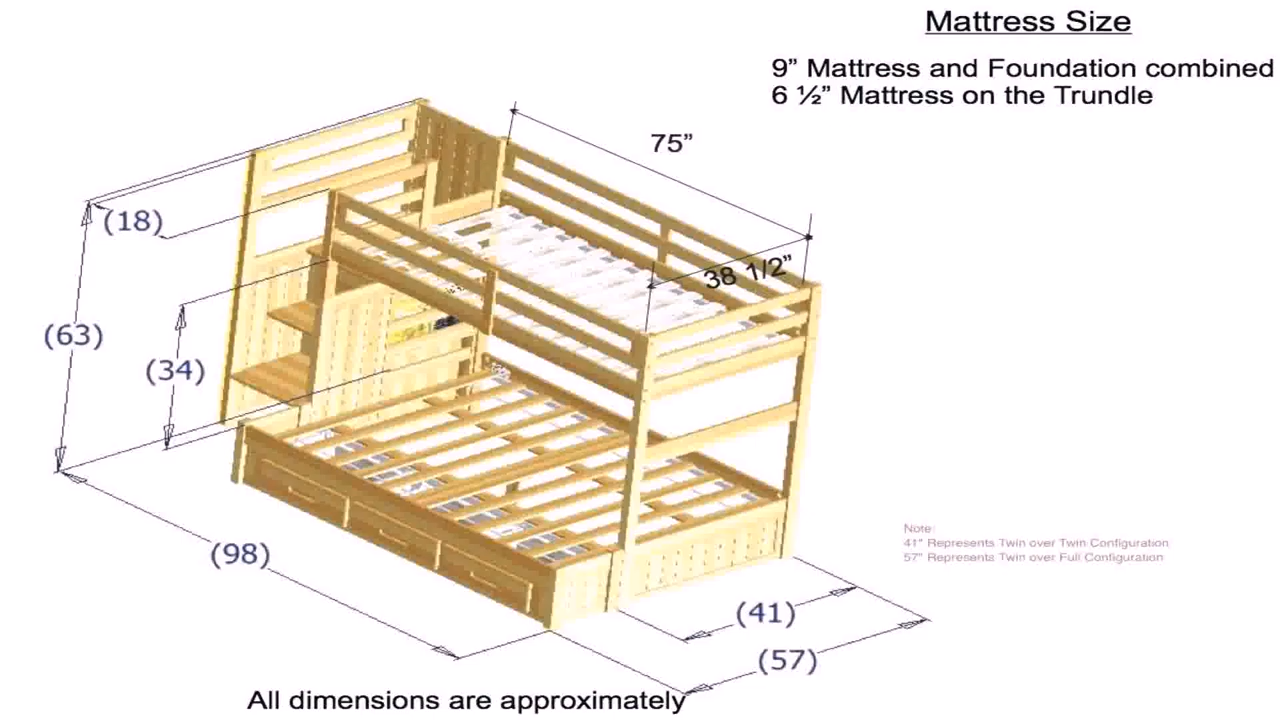 Mattress Size
9” Mattress and Foundation combined
6 ½” Mattress on the Trundle
75”
(18)
38 1/2”
(63)
(34)
Note:
41" Represents Twin over Twin Configuration
57" Represents Twin over Full Configuration
(98)
(41)
(57)
All dimensions are approximately